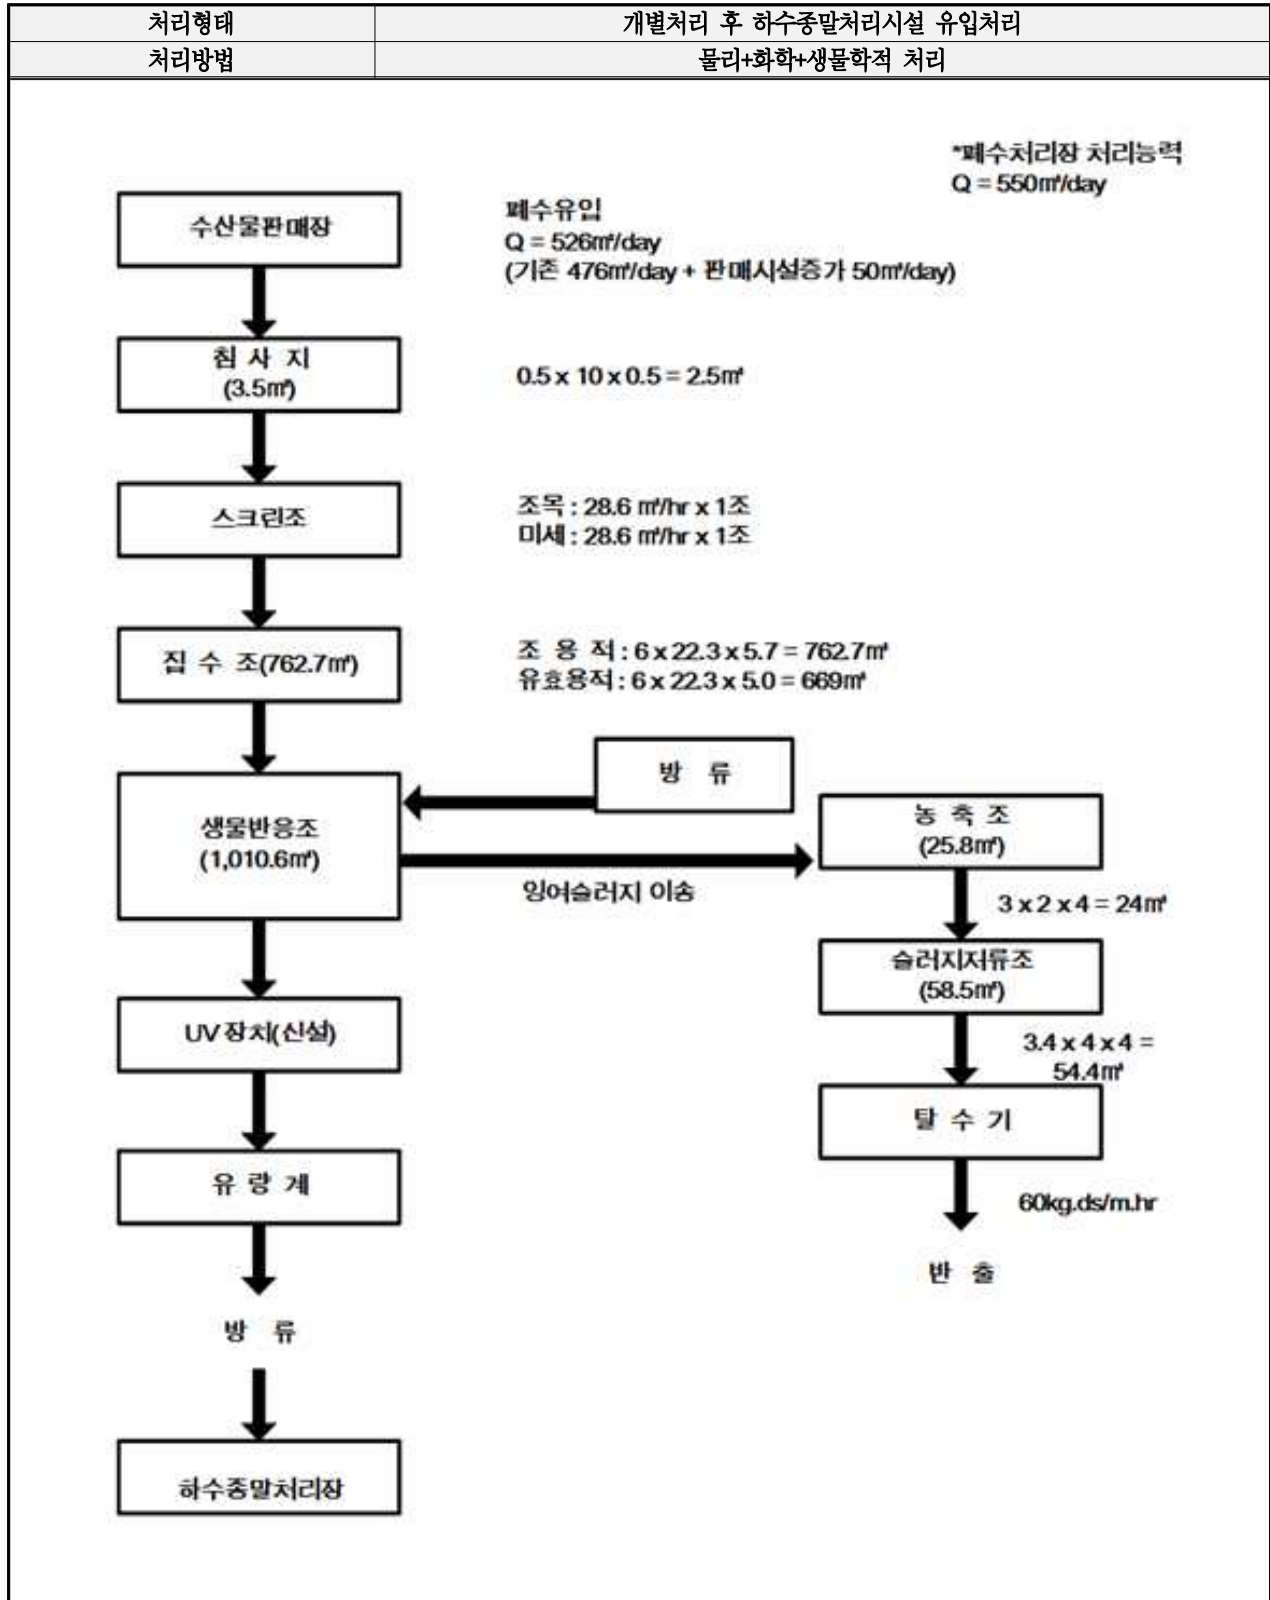 처리형태 개별처리 후 하수종말처리시설 유입처리
처리방법 물리+화학+생물학적 처리
*폐수처리장 처리능력
Q = 550㎥/day
수산물판매장
폐수유입
Q = 526㎥/day
(기존 476㎥/day + 판매시설증가 50㎥/day)
침 사 지
(3.5㎥)
0.5 x 10 x 0.5 = 2.5㎥
스크린조
조목 : 28.6 ㎥/hr x 1조
미세 : 28.6 ㎥/hr x 1조
집 수 조(762.7㎥)
조 용 적 : 6 x 22.3 x 5.7 = 762.7㎥
유효용적 : 6 x 22.3 x 5.0 = 669㎥
방 류
생물반응조
(1,010.6㎥)
잉여슬러지 이송
농 축 조
(25.8㎥)
3 x 2 x 4 = 24㎥
슬러지저류조
(58.5㎥)
3.4 x 4 x 4 =
54.4㎥
UV 장치(신설)
탈 수 기
유 량 계
60kg.ds/m.hr
반 출
방 류
하수종말처리장